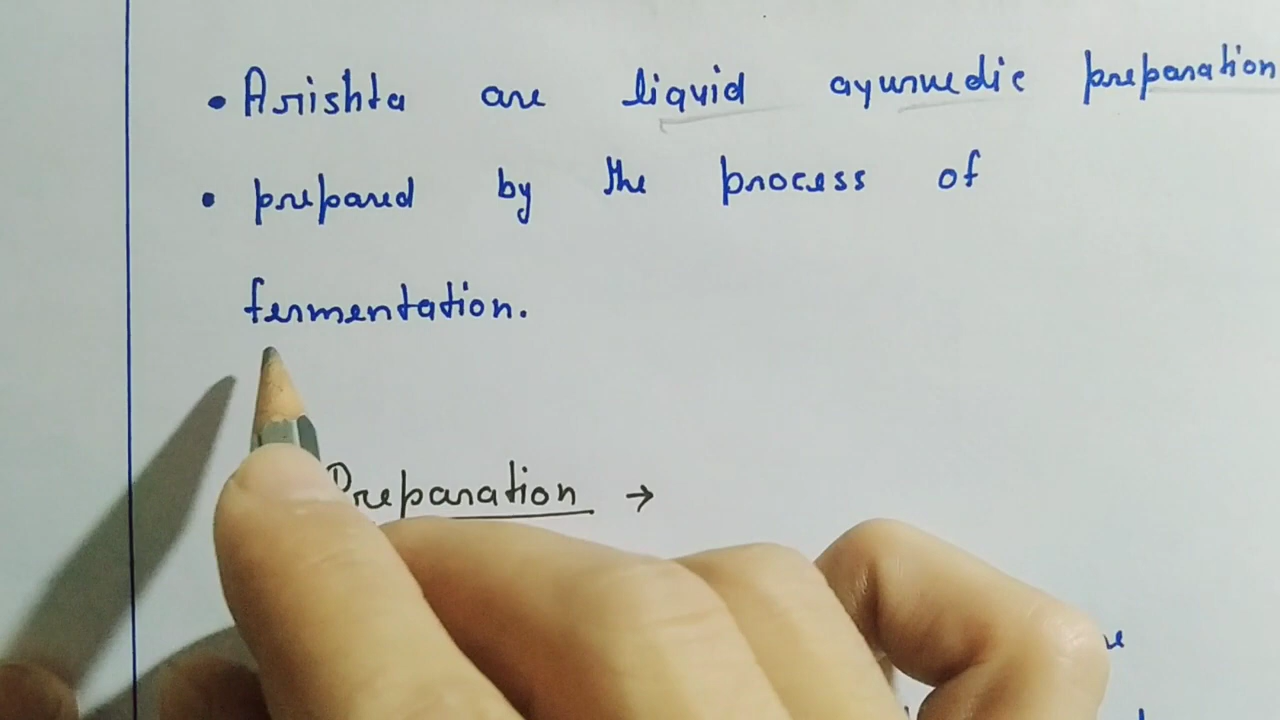 • Arishta are liquid ayurvedic preparation
• prepared by the process of
fermentation.
Preparation →